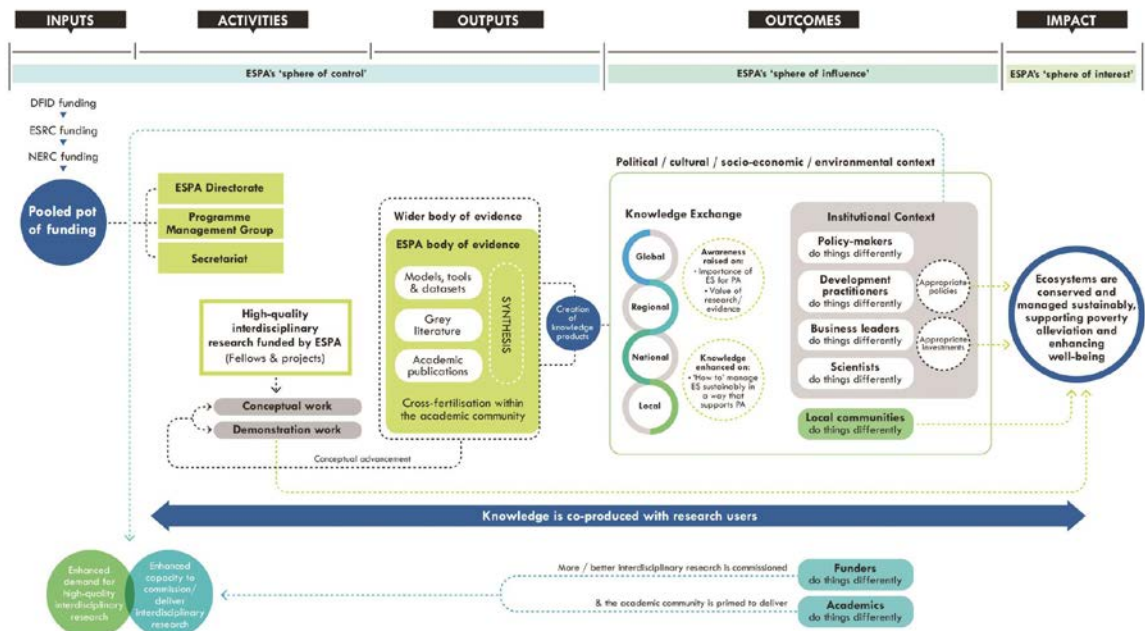 INPUTS
ACTIVITIES
OUTPUTS
OUTCOMES
IMPACT
ESPA's 'sphere of control'
ESPA's 'sphere of influence'
ESPA's 'sphere of interest'
DFID funding
ESRC funding
NERC funding
Pooled pot
of funding
ESPA Directorate
Programme
Management Group
Secretariat
High-quality
interdisciplinary
research funded by ESPA
(Fellows & projects)
Conceptual work
Demonstration work
Conceptual advancement
Wider body of evidence
ESPA body of evidence
Models, tools
& datasets
Grey
literature
Academic
publications
SYNTHESIS
Cross-fertilisation within
the academic community
Creation
of
knowledge
products
Political / cultural / socio-economic / environmental context
Knowledge Exchange
Global
Regional
National
Local
Awareness
raised on:
• Importance of
ES for PA
• Value of
research/
evidence
Knowledge
enhanced on:
• 'How to' manage
ES sustainably in
a way that
supports PA
Institutional Context
Policy-makers
do things differently
Development
practitioners
do things differently
Business leaders
do things differently
Scientists
do things differently
Appropriate
policies
Appropriate
investments
Local communities
do things differently
Ecosystems are
conserved and
managed sustainably,
supporting poverty
alleviation and
enhancing
well-being
Knowledge is co-produced with research users
Enhanced
demand for
high-quality
interdisciplinary
research
Enhanced
capacity to
commission/
deliver
interdisciplinary
research
More / better interdisciplinary research is commissioned
& the academic community is primed to deliver
Funders
do things differently
Academics
do things differently